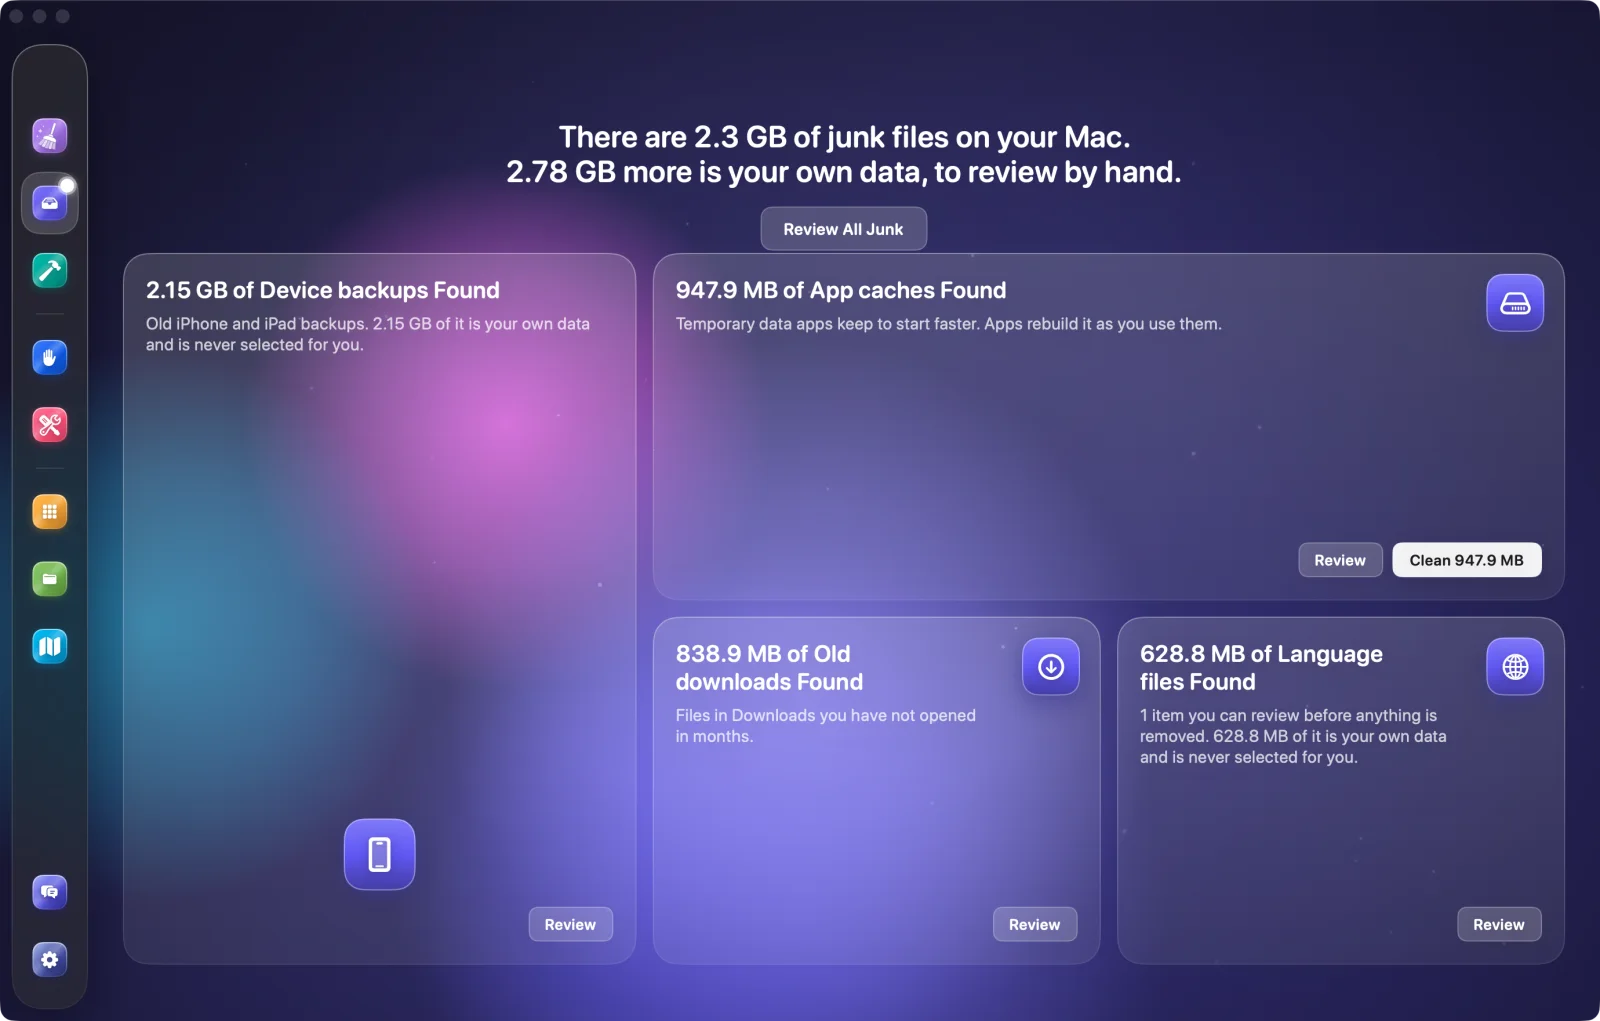 There are 2.3 GB of junk files on your Mac.
2.78 GB more is your own data, to review by hand.
Review All Junk
2.15 GB of Device backups Found
Old iPhone and iPad backups. 2.15 GB of it is your own data
and is never selected for you.
Review
947.9 MB of App caches Found
Temporary data apps keep to start faster. Apps rebuild it as you use them.
Review
Clean 947.9 MB
838.9 MB of Old
downloads Found
Files in Downloads you have not opened
in months.
Review
628.8 MB of Language
files Found
1 item you can review before anything is
removed. 628.8 MB of it is your own data
and is never selected for you.
Review